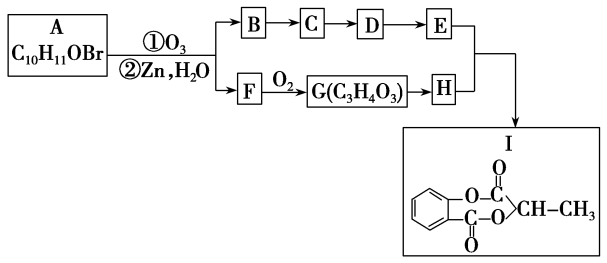 A
C₁₀H₁₁OBr
①O₃
②Zn,H₂O
B
C
D
E
F
O₂
G(C₃H₄O₃)
H
I
O
O
C
CH−CH₃
C
O
O